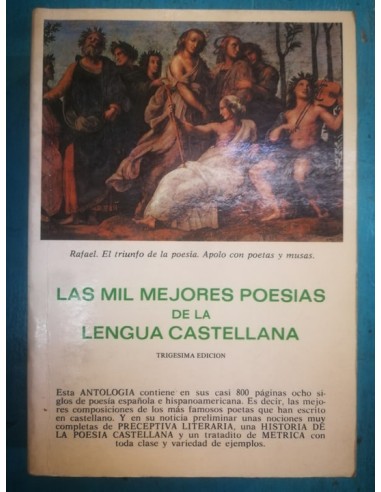 Rafael. El triunfo de la poesía. Apolo con poetas y musas.
LAS MIL MEJORES POESIAS
DE LA
LENGUA CASTELLANA
TRIGESIMA EDICION
Esta ANTOLOGIA contiene en sus casi 800 páginas ocho si-
glos de poesía española e hispanoamericana. Es decir, las mejo-
res composiciones de los más famosos poetas que han escrito
en castellano. Y en su noticia preliminar unas nociones muy
completas de PRECEPTIVA LITERARIA, una HISTORIA DE
LA POESIA CASTELLANA y un tratadito de METRICA con
toda clase y variedad de ejemplos.